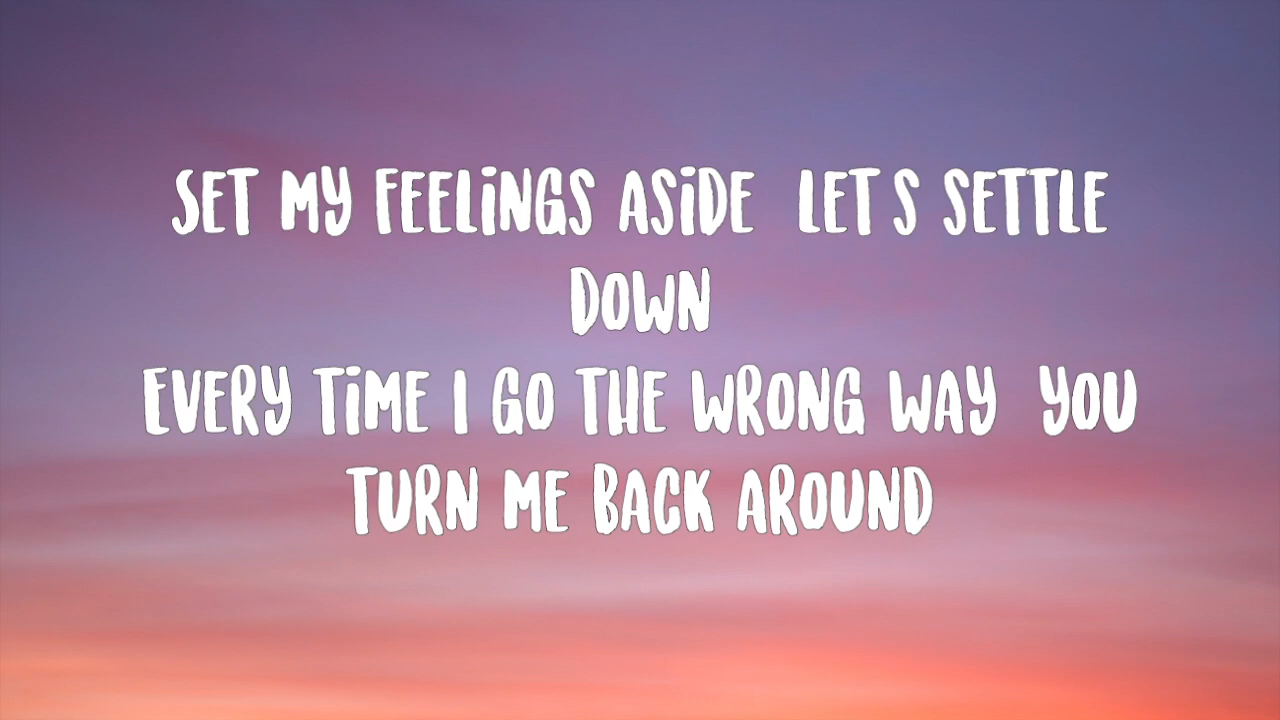 SET MY FEELINGS ASIDE LET S SETTLE
DOWN
EVERY TIME I GO THE WRONG WAY YOU
TURN ME BACK AROUND